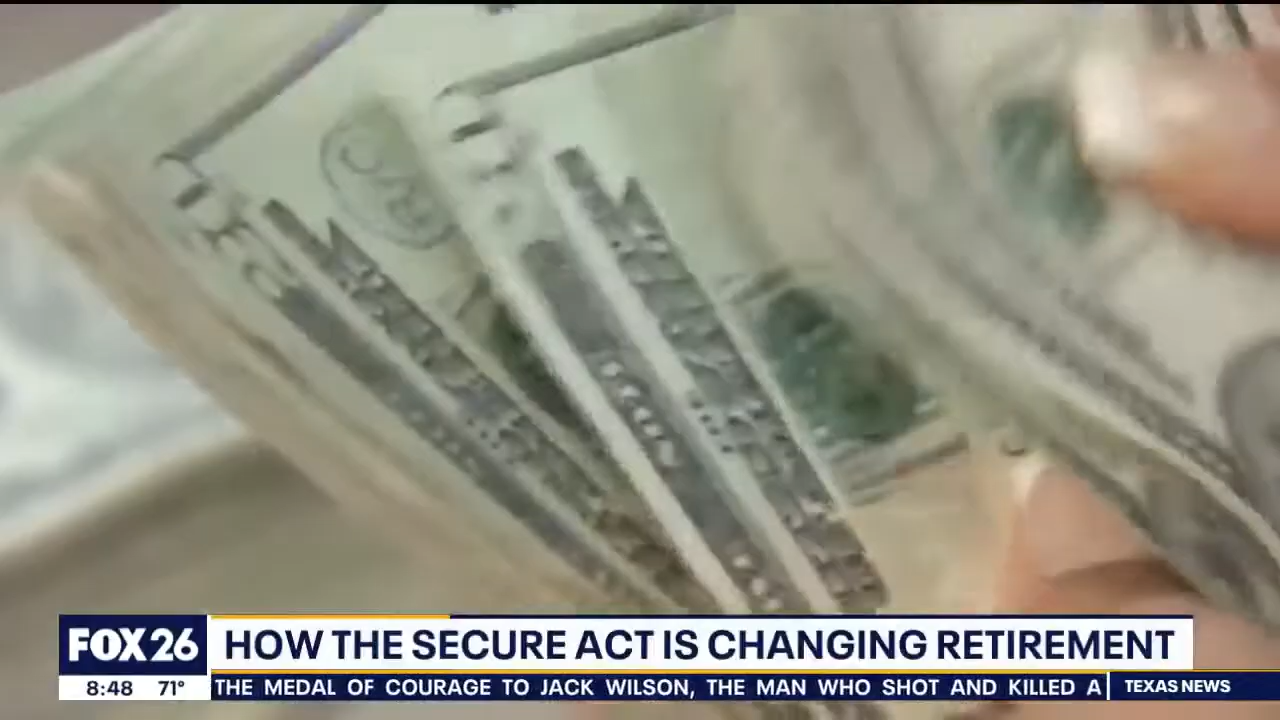 FOX 26
HOW THE SECURE ACT IS CHANGING RETIREMENT
8:48 71°
THE MEDAL OF COURAGE TO JACK WILSON, THE MAN WHO SHOT AND KILLED A
TEXAS NEWS